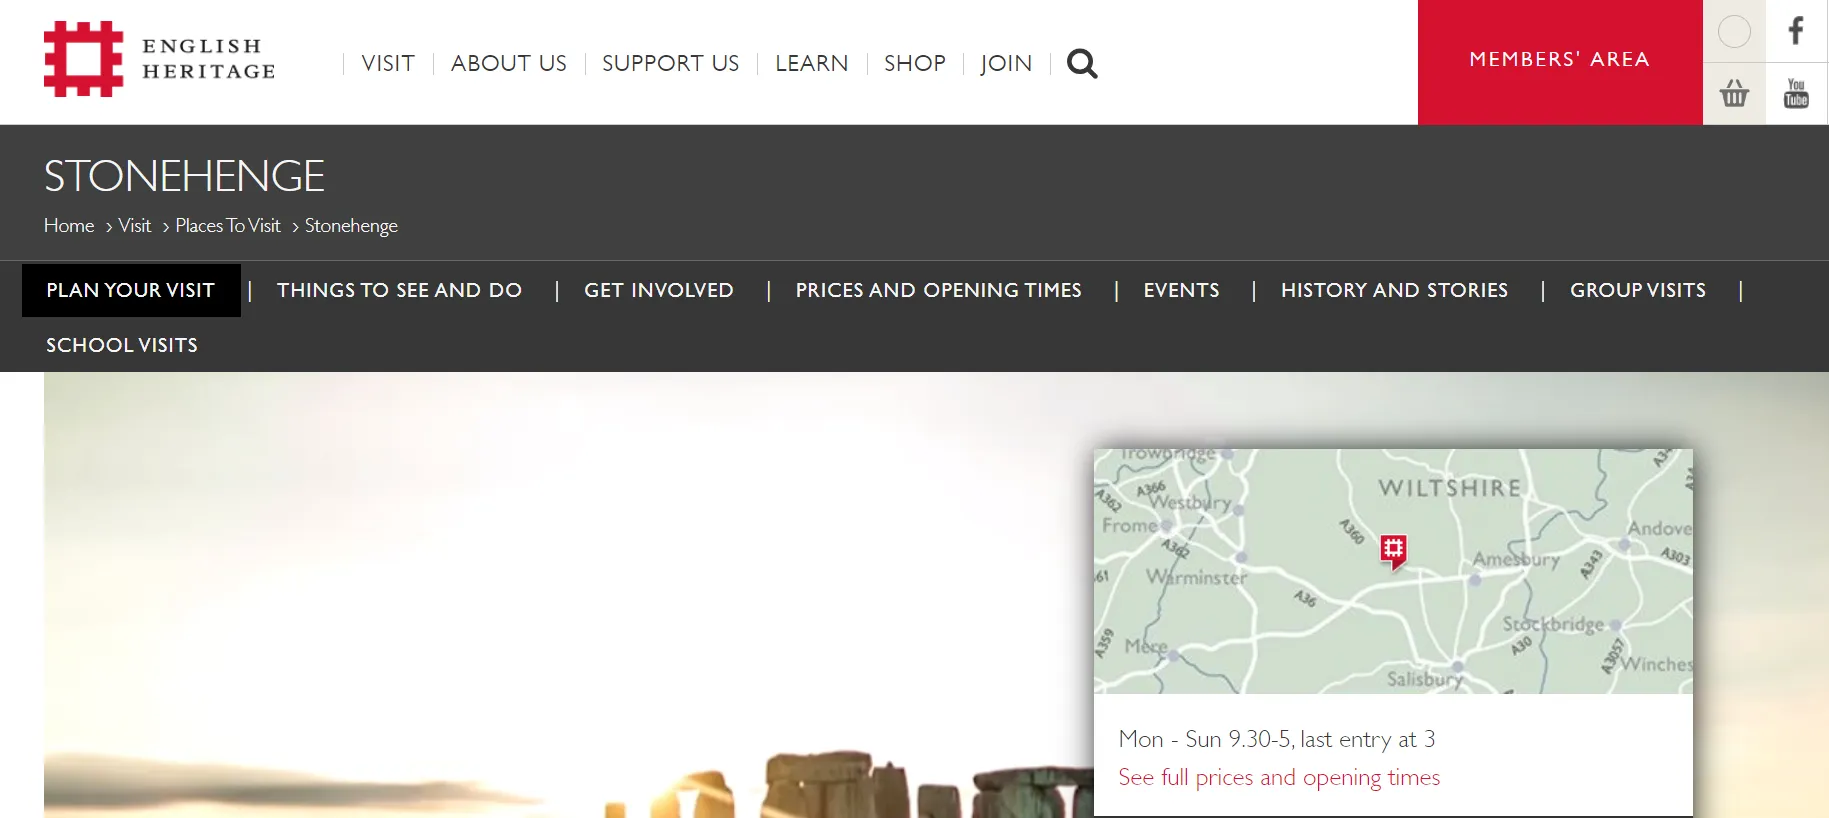 ENGLISH
HERITAGE
VISIT
ABOUT US
SUPPORT US
LEARN
SHOP
JOIN
MEMBERS' AREA
You
Tube
STONEHENGE
Home › Visit › Places To Visit › Stonehenge
PLAN YOUR VISIT | THINGS TO SEE AND DO | GET INVOLVED | PRICES AND OPENING TIMES | EVENTS | HISTORY AND STORIES | GROUP VISITS |
SCHOOL VISITS
Trowbridge
A34
WILTSHIRE
A366
A362
Westbury
Frome
A360
Andove
A362
A303
Amesbury
A343
61
Warminster
A36
Stockbridge
A359
Mere
A30
A3057
Winches
Salisbury
Mon - Sun 9.30-5, last entry at 3
See full prices and opening times